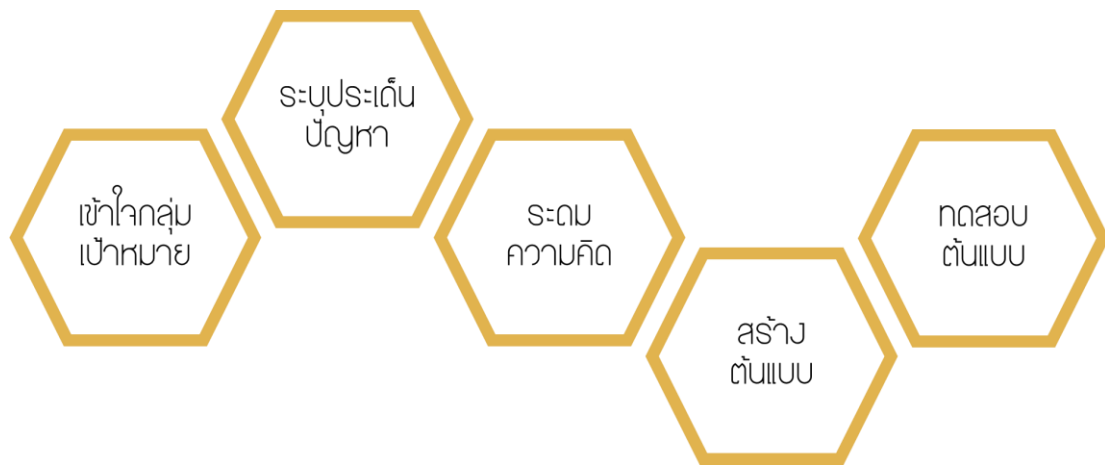 เข้าใจกลุ่ม
เป้าหมาย
ระบุประเด็น
ปัญหา
ระดม
ความคิด
สร้าง
ต้นแบบ
ทดสอบ
ต้นแบบ